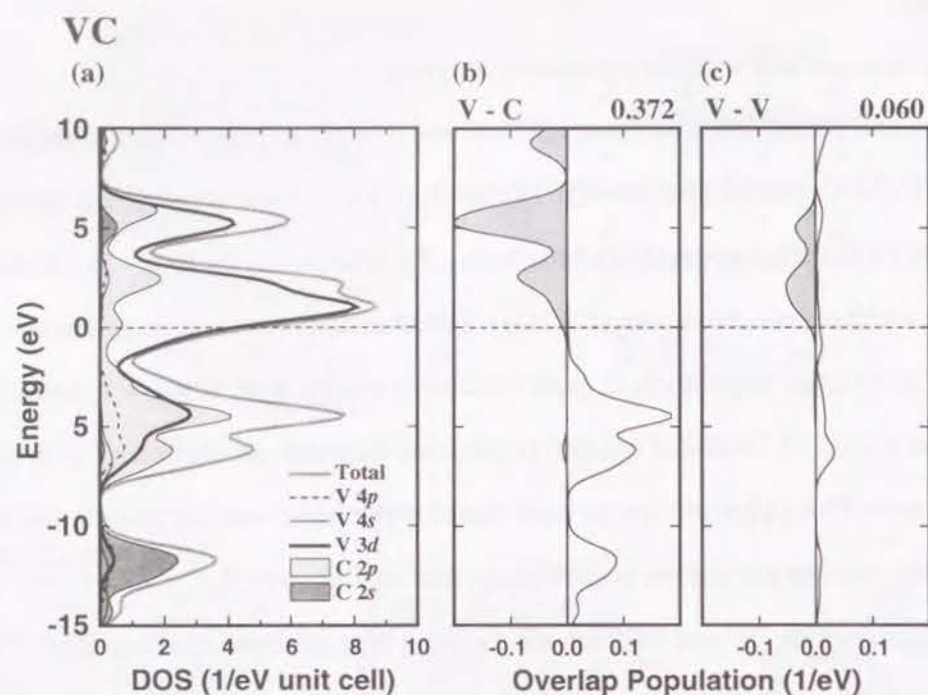 VC
(a) (b) (c)
V - C 0.372 V - V 0.060
10
5
0
5
-10
-15
Energy (eV)
Total
V 4p
V 4s
V 3d
C 2p
C 2s
0 2 4 6 8 10
-0.1 0.0 0.1
-0.1 0.0 0.1
DOS (1/eV unit cell)
Overlap Population (1/eV)